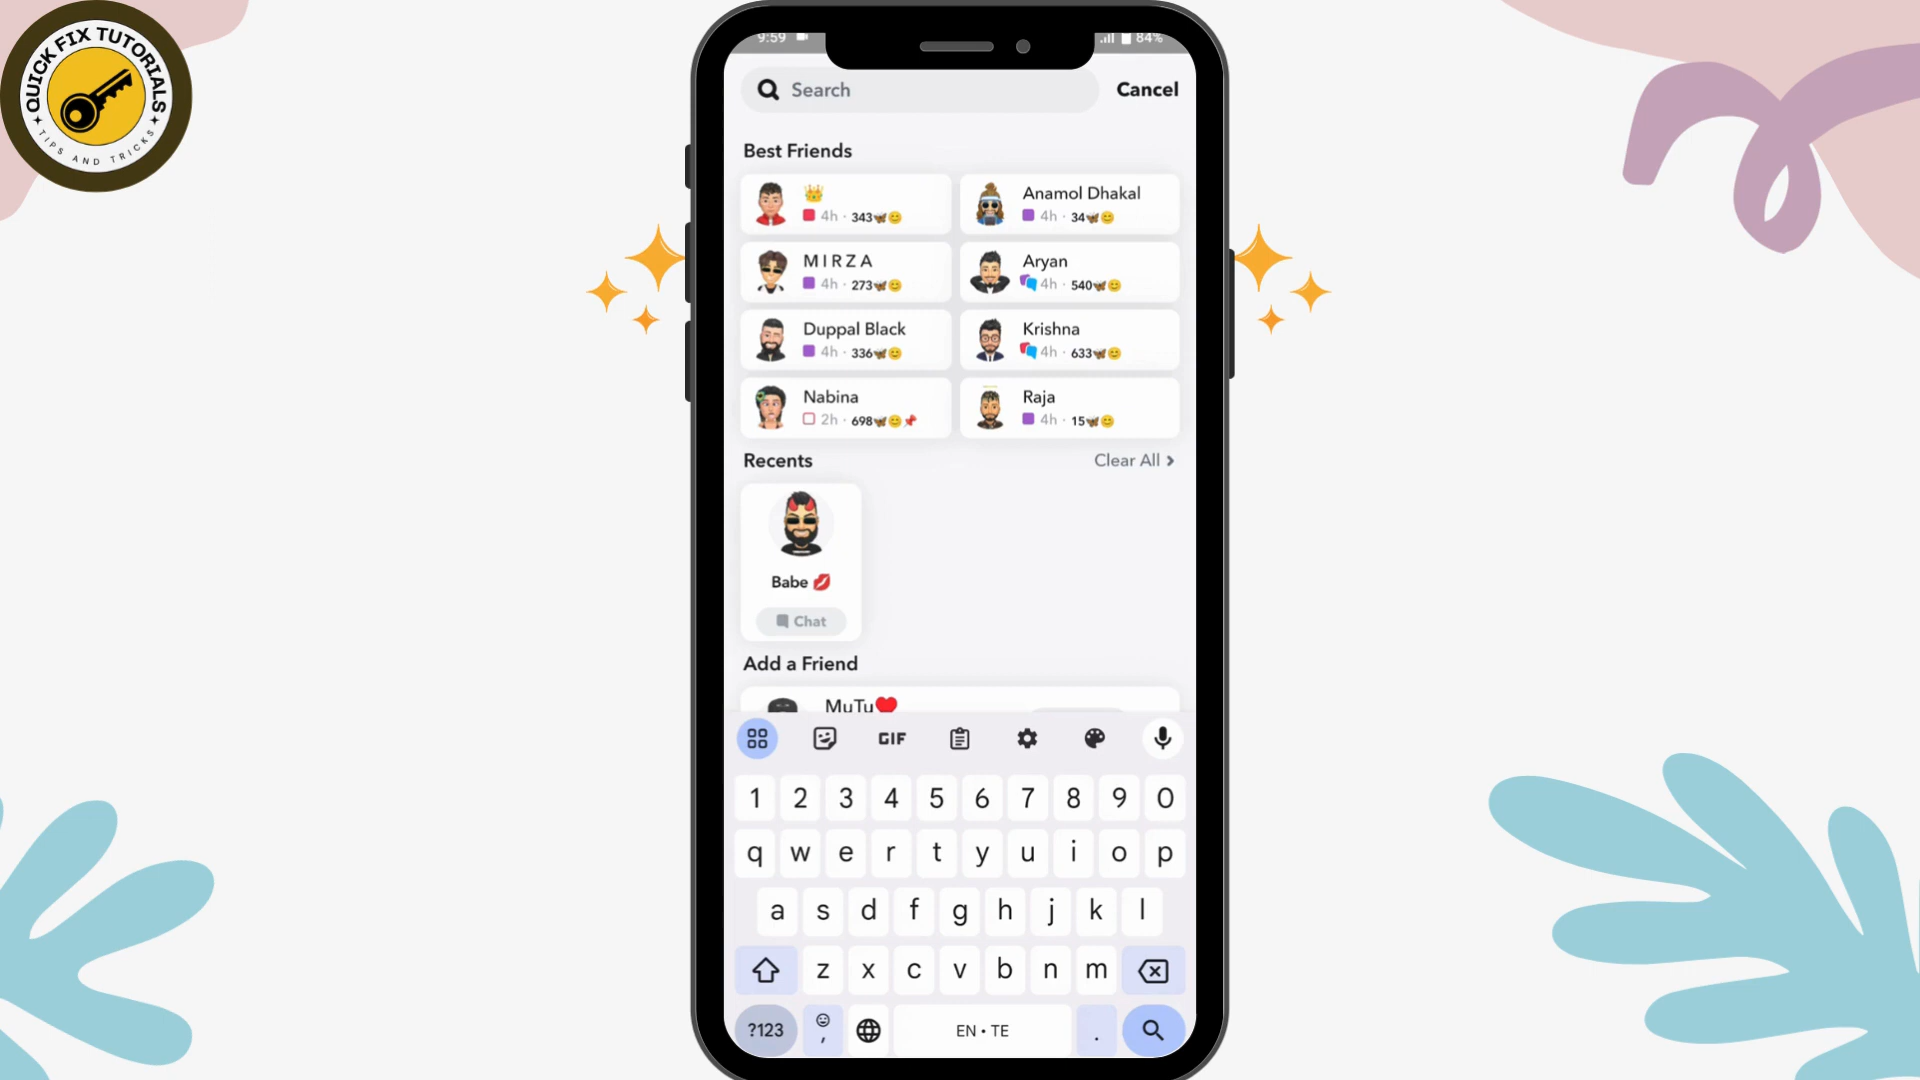 QUICK FIX TUTORIALS
TIPS AND TRICKS
9:59
84%
Search
Cancel
Best Friends
👑
4h · 343🦋😊
Anamol Dhakal
4h · 34🦋😊
M I R Z A
4h · 273🦋😊
Aryan
4h · 540🦋😊
Duppal Black
4h · 336🦋😊
Krishna
4h · 633🦋😊
Nabina
2h · 698🦋😊📌
Raja
4h · 15🦋😊
Recents
Clear All >
Babe 💋
Chat
Add a Friend
MuTu❤️
GIF
1 2 3 4 5 6 7 8 9 0
q w e r t y u i o p
a s d f g h j k l
z x c v b n m
?123 , EN • TE .